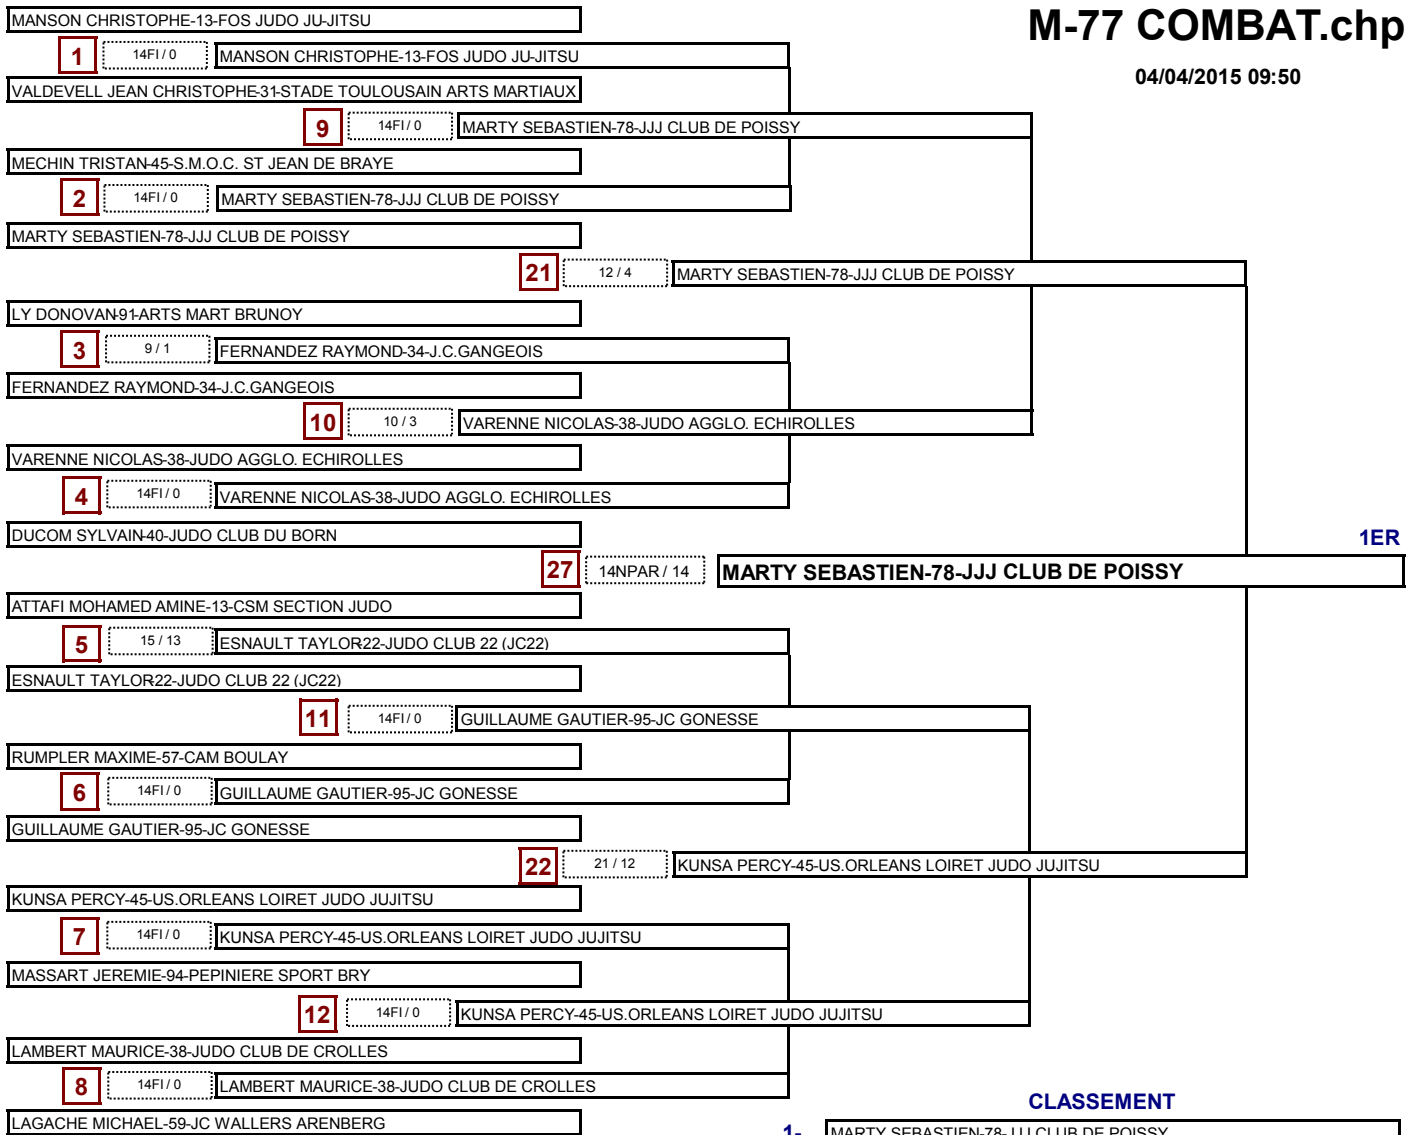 MANSON CHRISTOPHE-13-FOS JUDO JU-JITSU
M-77 COMBAT.chp
1 14FI / 0 MANSON CHRISTOPHE-13-FOS JUDO JU-JITSU
04/04/2015 09:50
VALDEVELL JEAN CHRISTOPHE-31-STADE TOULOUSAIN ARTS MARTIAUX
9 14FI / 0 MARTY SEBASTIEN-78-JJJ CLUB DE POISSY
MECHIN TRISTAN-45-S.M.O.C. ST JEAN DE BRAYE
2 14FI / 0 MARTY SEBASTIEN-78-JJJ CLUB DE POISSY
MARTY SEBASTIEN-78-JJJ CLUB DE POISSY
21 12 / 4 MARTY SEBASTIEN-78-JJJ CLUB DE POISSY
LY DONOVAN-91-ARTS MART BRUNOY
3 9 / 1 FERNANDEZ RAYMOND-34-J.C.GANGEOIS
FERNANDEZ RAYMOND-34-J.C.GANGEOIS
10 10 / 3 VARENNE NICOLAS-38-JUDO AGGLO. ECHIROLLES
VARENNE NICOLAS-38-JUDO AGGLO. ECHIROLLES
4 14FI / 0 VARENNE NICOLAS-38-JUDO AGGLO. ECHIROLLES
DUCOM SYLVAIN-40-JUDO CLUB DU BORN
1ER
27 14NPAR / 14 MARTY SEBASTIEN-78-JJJ CLUB DE POISSY
ATTAFI MOHAMED AMINE-13-CSM SECTION JUDO
5 15 / 13 ESNAULT TAYLOR-22-JUDO CLUB 22 (JC22)
ESNAULT TAYLOR-22-JUDO CLUB 22 (JC22)
11 14FI / 0 GUILLAUME GAUTIER-95-JC GONESSE
RUMPLER MAXIME-57-CAM BOULAY
6 14FI / 0 GUILLAUME GAUTIER-95-JC GONESSE
GUILLAUME GAUTIER-95-JC GONESSE
22 21 / 12 KUNSA PERCY-45-US.ORLEANS LOIRET JUDO JUJITSU
KUNSA PERCY-45-US.ORLEANS LOIRET JUDO JUJITSU
7 14FI / 0 KUNSA PERCY-45-US.ORLEANS LOIRET JUDO JUJITSU
MASSART JEREMIE-94-PEPINIERE SPORT BRY
12 14FI / 0 KUNSA PERCY-45-US.ORLEANS LOIRET JUDO JUJITSU
LAMBERT MAURICE-38-JUDO CLUB DE CROLLES
8 14FI / 0 LAMBERT MAURICE-38-JUDO CLUB DE CROLLES
CLASSEMENT
LAGACHE MICHAEL-59-JC WALLERS ARENBERG
1- MARTY SEBASTIEN-78-JJJ CLUB DE POISSY